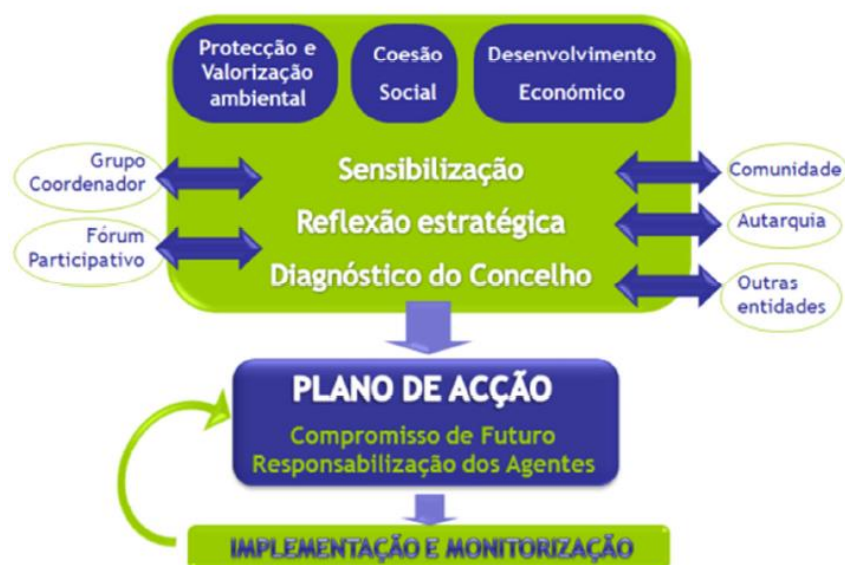 Protecção e
Valorização
ambiental
Coesão
Social
Desenvolvimento
Económico
Grupo
Coordenador
Sensibilização
Comunidade
Reflexão estratégica
Autarquia
Fórum
Participativo
Diagnóstico do Concelho
Outras
entidades
PLANO DE ACÇÃO
Compromisso de Futuro
Responsabilização dos Agentes
IMPLEMENTAÇÃO E MONITORIZAÇÃO